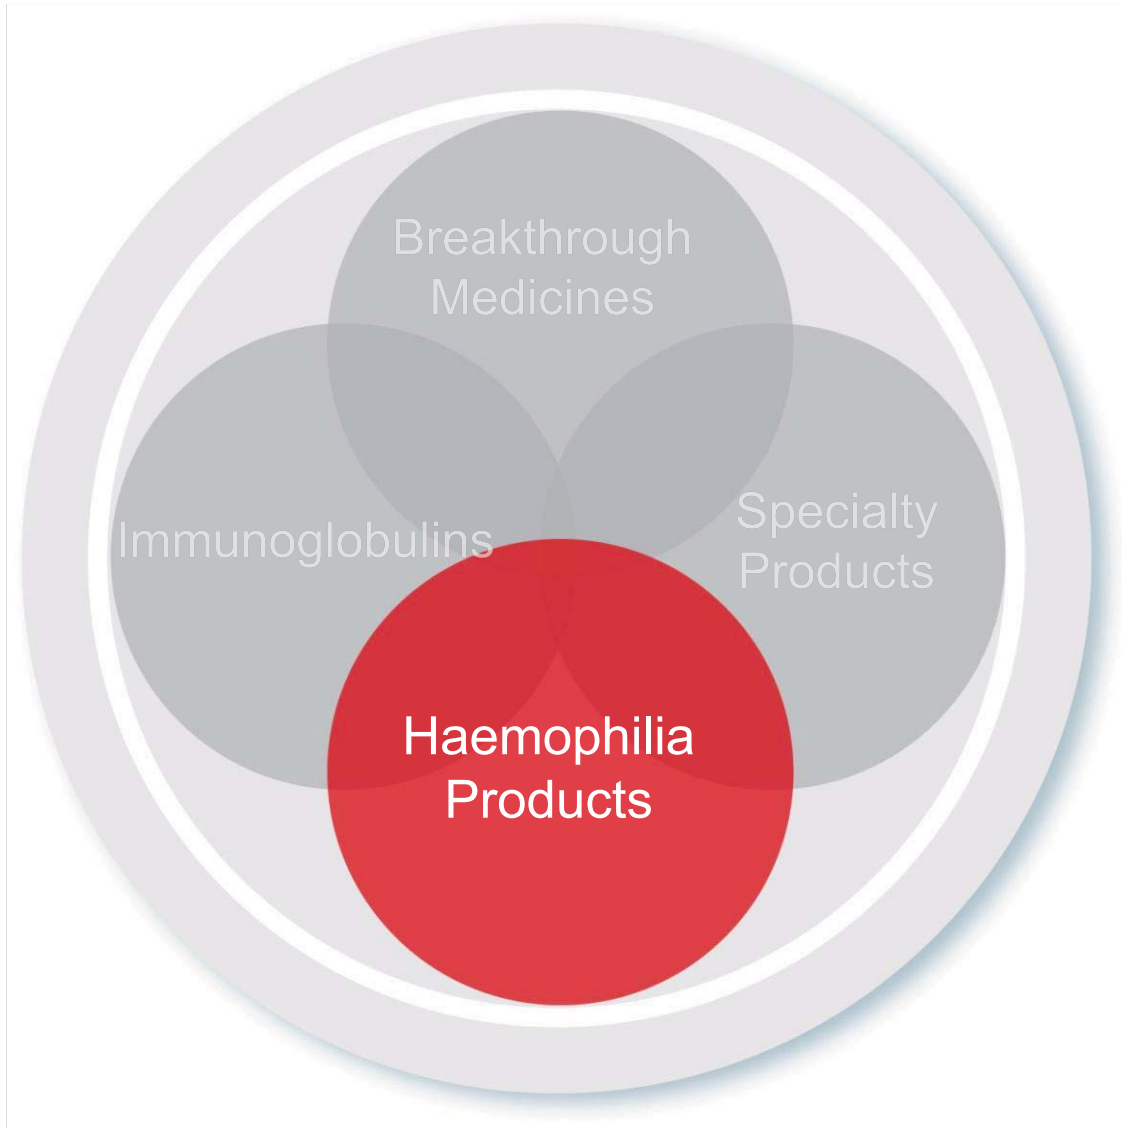 Breakthrough
Medicines
Immunoglobulins
Specialty
Products
Haemophilia
Products